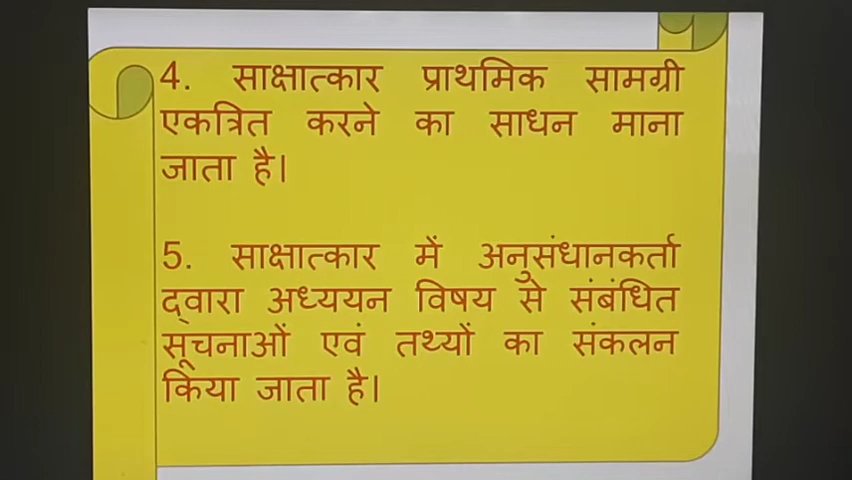 4. साक्षात्कार प्राथमिक सामग्री
एकत्रित करने का साधन माना
जाता है।
5. साक्षात्कार में अनुसंधानकर्ता
द्वारा अध्ययन विषय से संबंधित
सूचनाओं एवं तथ्यों का संकलन
किया जाता है।